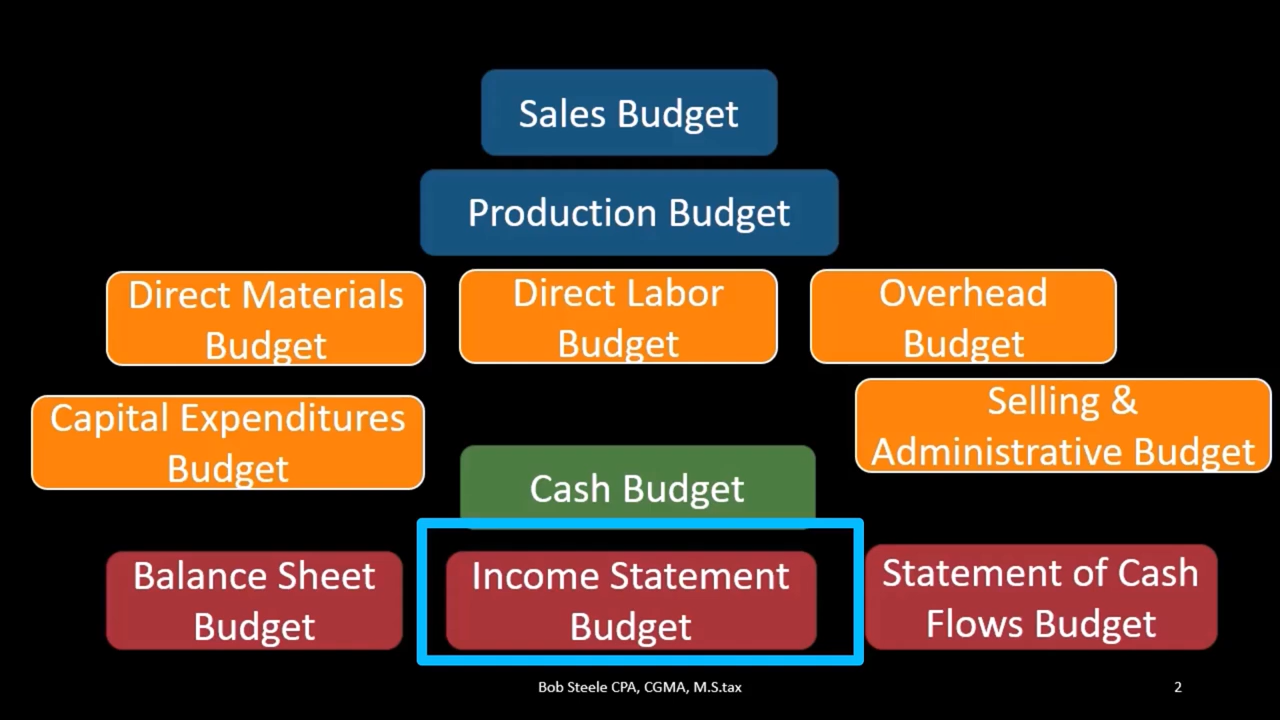 Sales Budget
Production Budget
Direct Materials
Budget
Direct Labor
Budget
Overhead
Budget
Capital Expenditures
Budget
Selling &
Administrative Budget
Cash Budget
Balance Sheet
Budget
Income Statement
Budget
Statement of Cash
Flows Budget
Bob Steele CPA, CGMA, M.S.tax
2